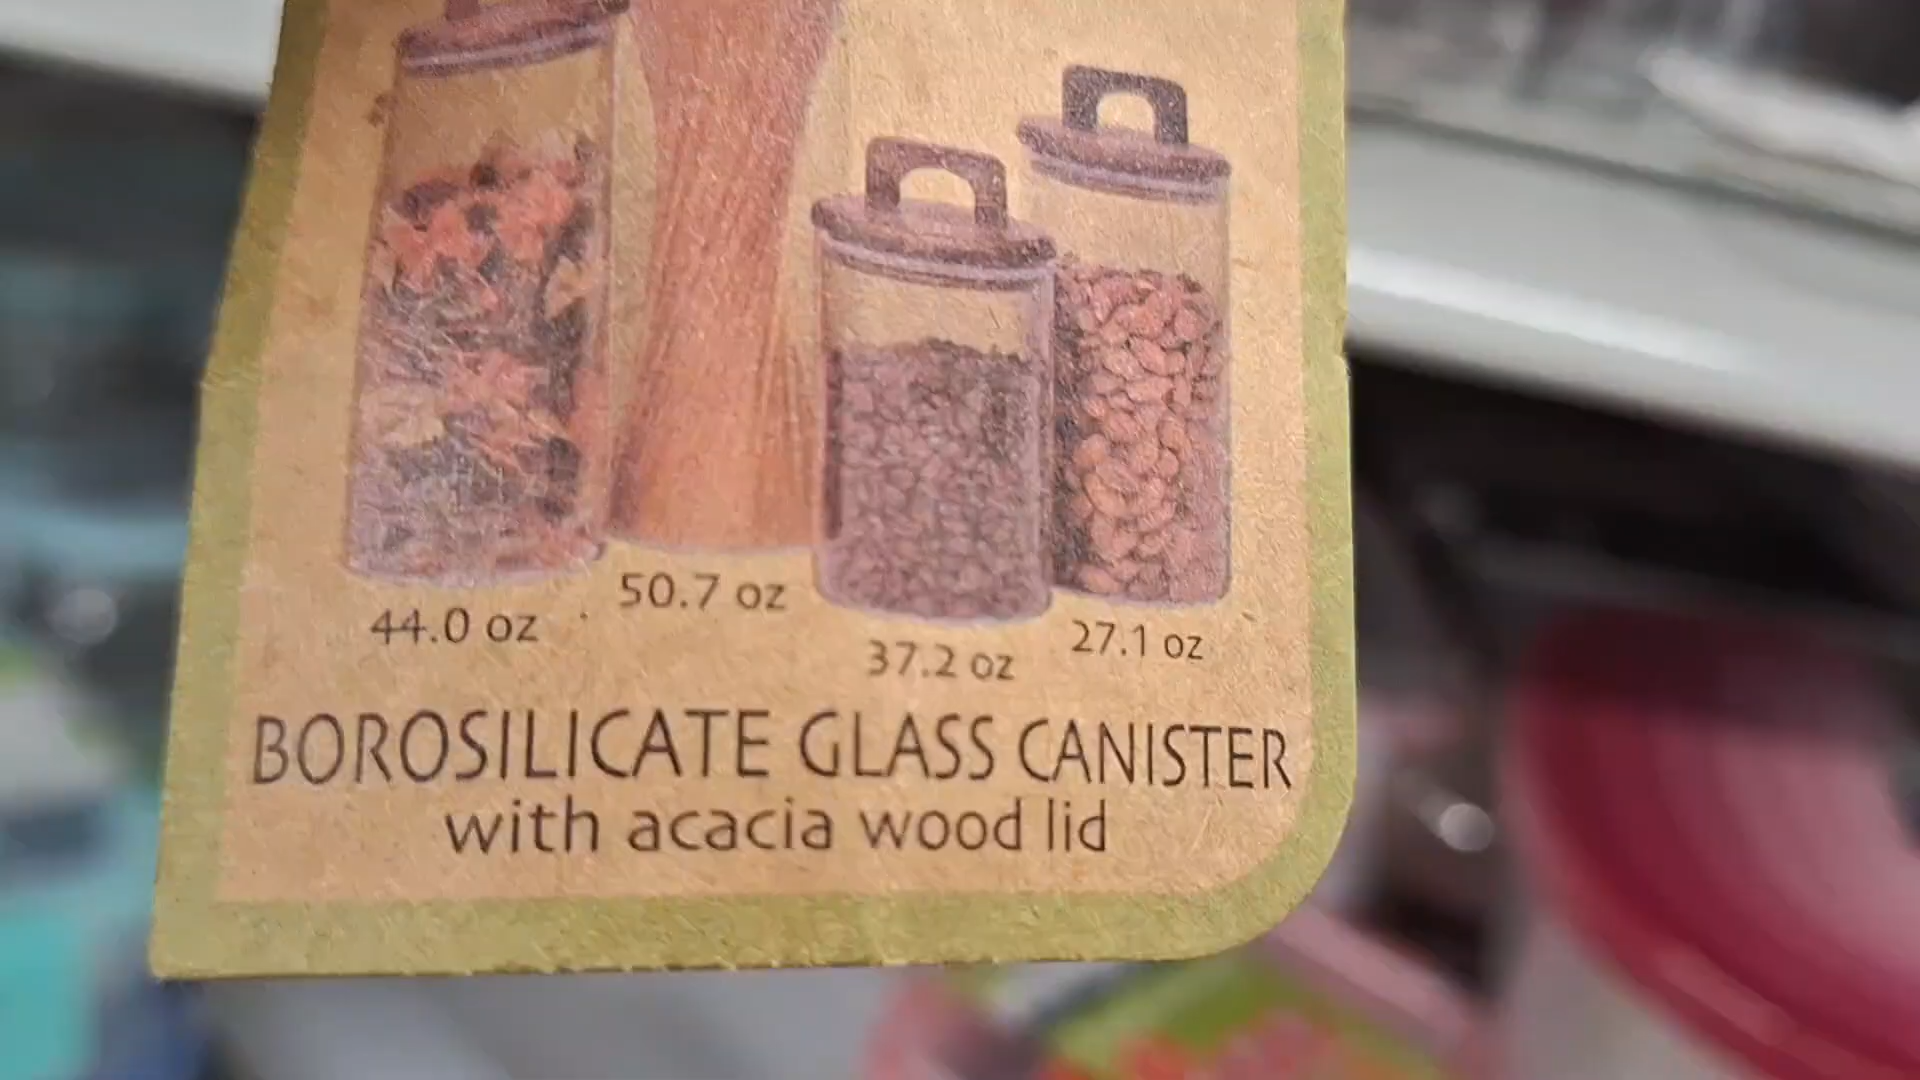 44.0 oz
50.7 oz
37.2 oz
27.1 oz
BOROSILICATE GLASS CANISTER
with acacia wood lid